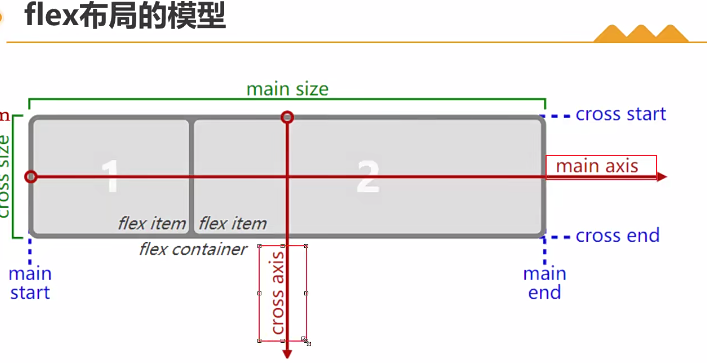 flex布局的模型
main size
cross start
cross size
1
2
main axis
flex item
flex item
cross end
flex container
main
start
cross axis
main
end